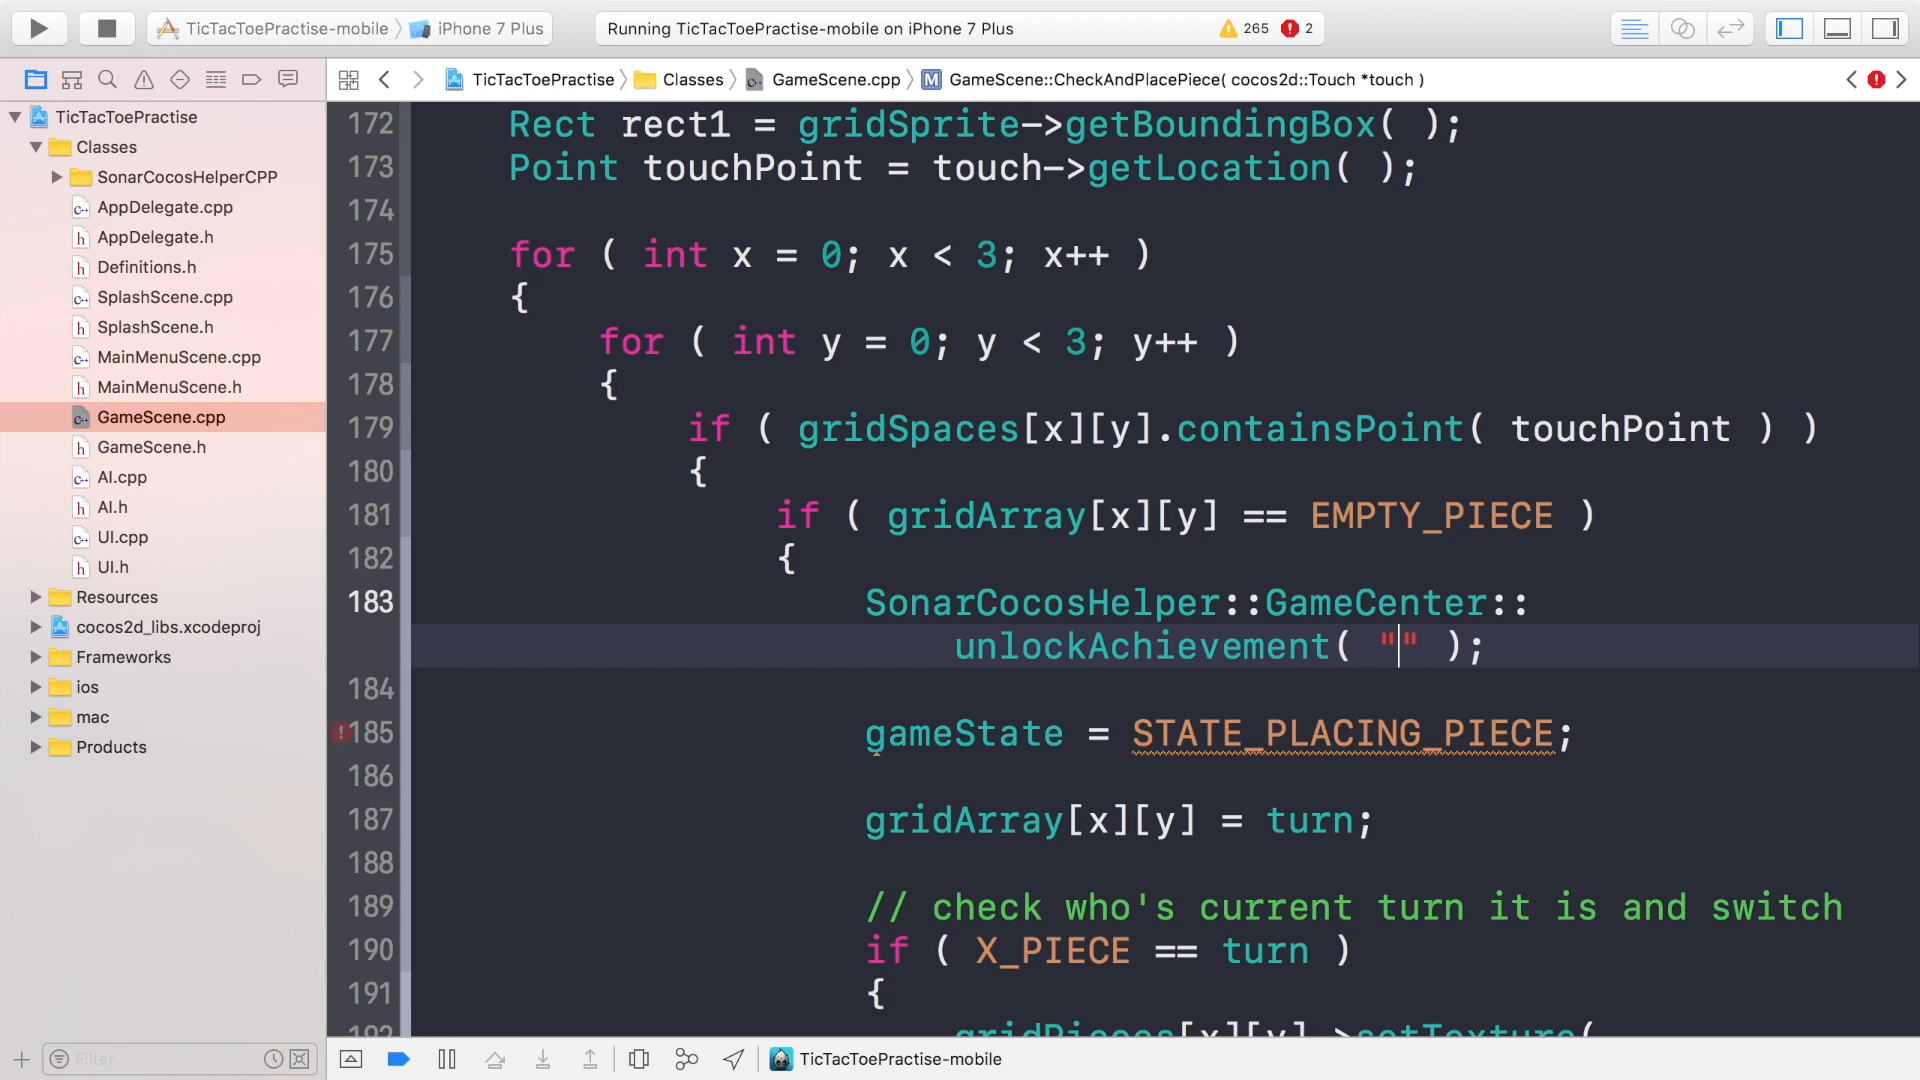 TicTacToePractise-mobile
iPhone 7 Plus
Running TicTacToePractise-mobile on iPhone 7 Plus
265
2
TicTacToePractise
Classes
GameScene.cpp
M
GameScene::CheckAndPlacePiece( cocos2d::Touch *touch )
TicTacToePractise
Classes
SonarCocosHelperCPP
AppDelegate.cpp
AppDelegate.h
Definitions.h
SplashScene.cpp
SplashScene.h
MainMenuScene.cpp
MainMenuScene.h
GameScene.cpp
GameScene.h
AI.cpp
AI.h
UI.cpp
UI.h
Resources
cocos2d_libs.xcodeproj
Frameworks
ios
mac
Products
Filter
172 Rect rect1 = gridSprite->getBoundingBox( );
173 Point touchPoint = touch->getLocation( );
174
175 for ( int x = 0; x < 3; x++ )
176 {
177 for ( int y = 0; y < 3; y++ )
178 {
179 if ( gridSpaces[x][y].containsPoint( touchPoint ) )
180 {
181 if ( gridArray[x][y] == EMPTY_PIECE )
182 {
183 SonarCocosHelper::GameCenter::
unlockAchievement( "" );
184
185 gameState = STATE_PLACING_PIECE;
186
187 gridArray[x][y] = turn;
188
189 // check who's current turn it is and switch
190 if ( X_PIECE == turn )
191 {
192 gridPieces[x][y]->setTexture(
TicTacToePractise-mobile